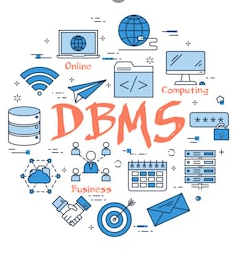 Online
Computing
</>
DBMS
****
Business